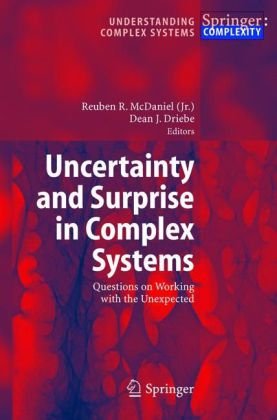 UNDERSTANDING
COMPLEX SYSTEMS
Springer:
COMPLEXITY
Reuben R. McDaniel (Jr.)
Dean J. Driebe
Editors
Uncertainty
and Surprise
in Complex
Systems
Questions on Working
with the Unexpected
Springer